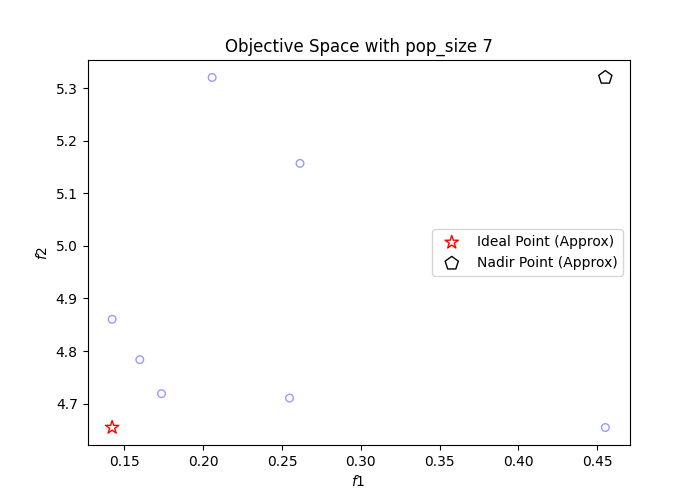 Objective Space with pop_size 7
5.3
5.2
5.1
5.0
4.9
4.8
4.7
f2
Ideal Point (Approx)
Nadir Point (Approx)
0.15 0.20 0.25 0.30 0.35 0.40 0.45
f1